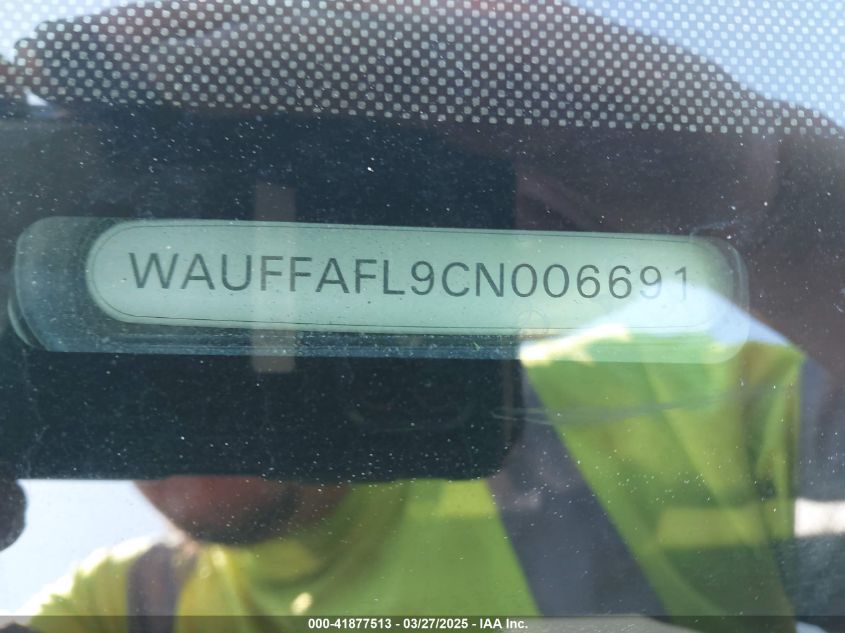 WAUFFAFL9CN006691
000-41877513 - 03/27/2025 - IAA Inc.